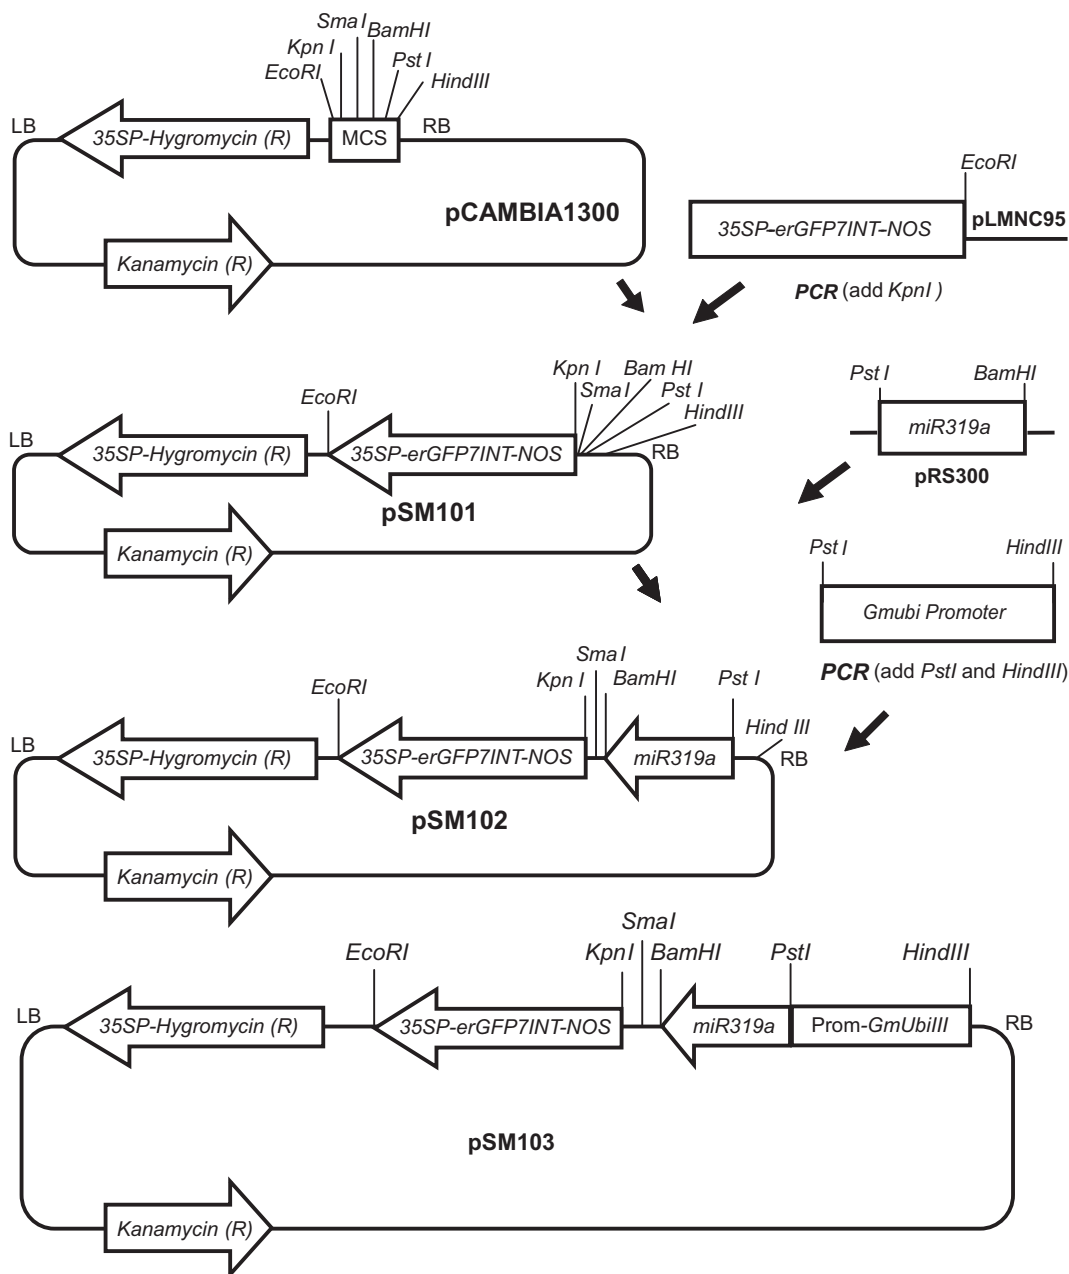 SmaI
BamHI
Kpn I
Pst I
EcoRI
HindIII
LB
35SP-Hygromycin (R)
MCS
RB
pCAMBIA1300
Kanamycin (R)
EcoRI
35SP-erGFP7INT-NOS
pLMNC95
PCR (add KpnI )
Kpn I
Bam HI
SmaI
Pst I
HindIII
EcoRI
LB
35SP-Hygromycin (R)
35SP-erGFP7INT-NOS
RB
pSM101
Kanamycin (R)
Pst I
BamHI
miR319a
pRS300
Pst I
HindIII
Gmubi Promoter
PCR (add PstI and HindIII)
SmaI
EcoRI
Kpn I
BamHI
Pst I
Hind III
LB
35SP-Hygromycin (R)
35SP-erGFP7INT-NOS
miR319a
RB
pSM102
Kanamycin (R)
SmaI
EcoRI
KpnI
BamHI
PstI
HindIII
LB
35SP-Hygromycin (R)
35SP-erGFP7INT-NOS
miR319a
Prom-GmUbiIII
RB
pSM103
Kanamycin (R)